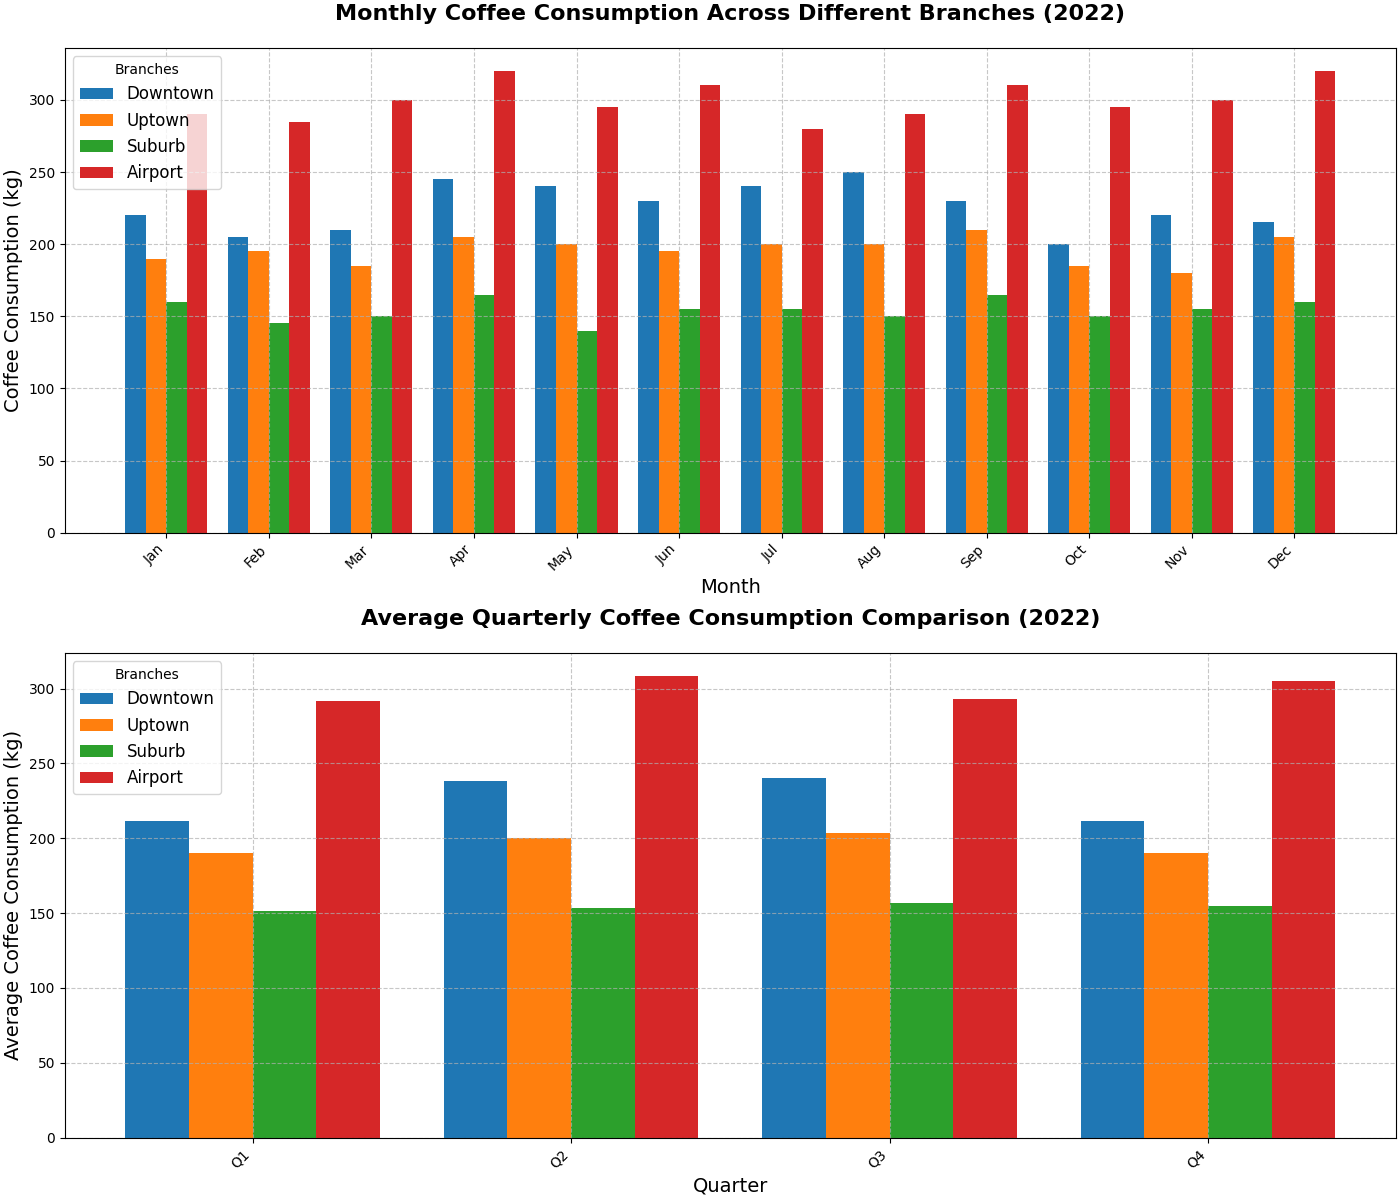 Monthly Coffee Consumption Across Different Branches (2022)
Coffee Consumption (kg)
300
250
200
150
100
50
0
Branches
Downtown
Uptown
Suburb
Airport
Jan Feb Mar Apr May Jun Jul Aug Sep Oct Nov Dec
Month
Average Quarterly Coffee Consumption Comparison (2022)
Average Coffee Consumption (kg)
300
250
200
150
100
50
0
Branches
Downtown
Uptown
Suburb
Airport
Q1 Q2 Q3 Q4
Quarter